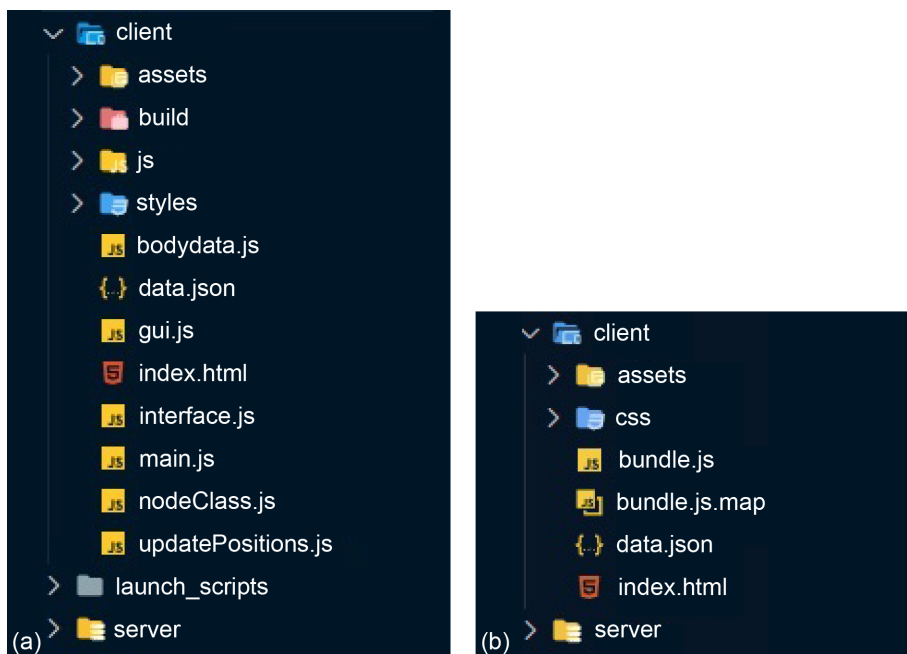 client
assets
build
js
styles
bodydata.js
data.json
gui.js
index.html
interface.js
main.js
nodeClass.js
updatePositions.js
launch_scripts
(a) server
client
assets
css
bundle.js
bundle.js.map
data.json
index.html
(b) server